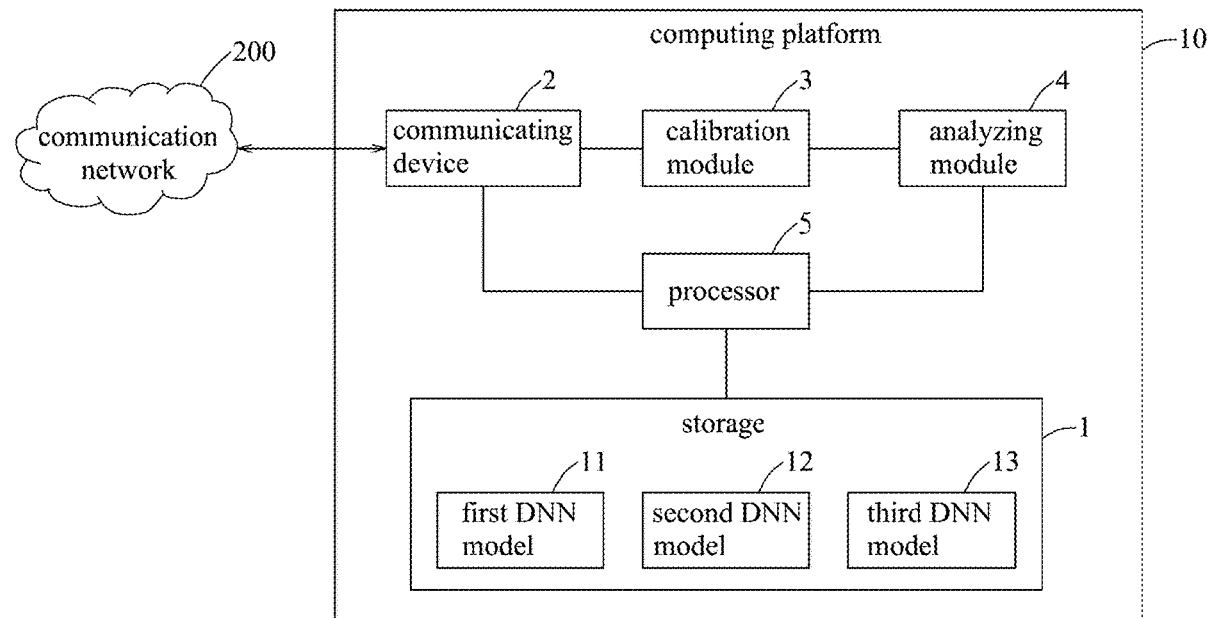 computing platform
10
200
communication
network
2
communicating
device
3
calibration
module
4
analyzing
module
5
processor
storage
1
11
first DNN
model
12
second DNN
model
13
third DNN
model